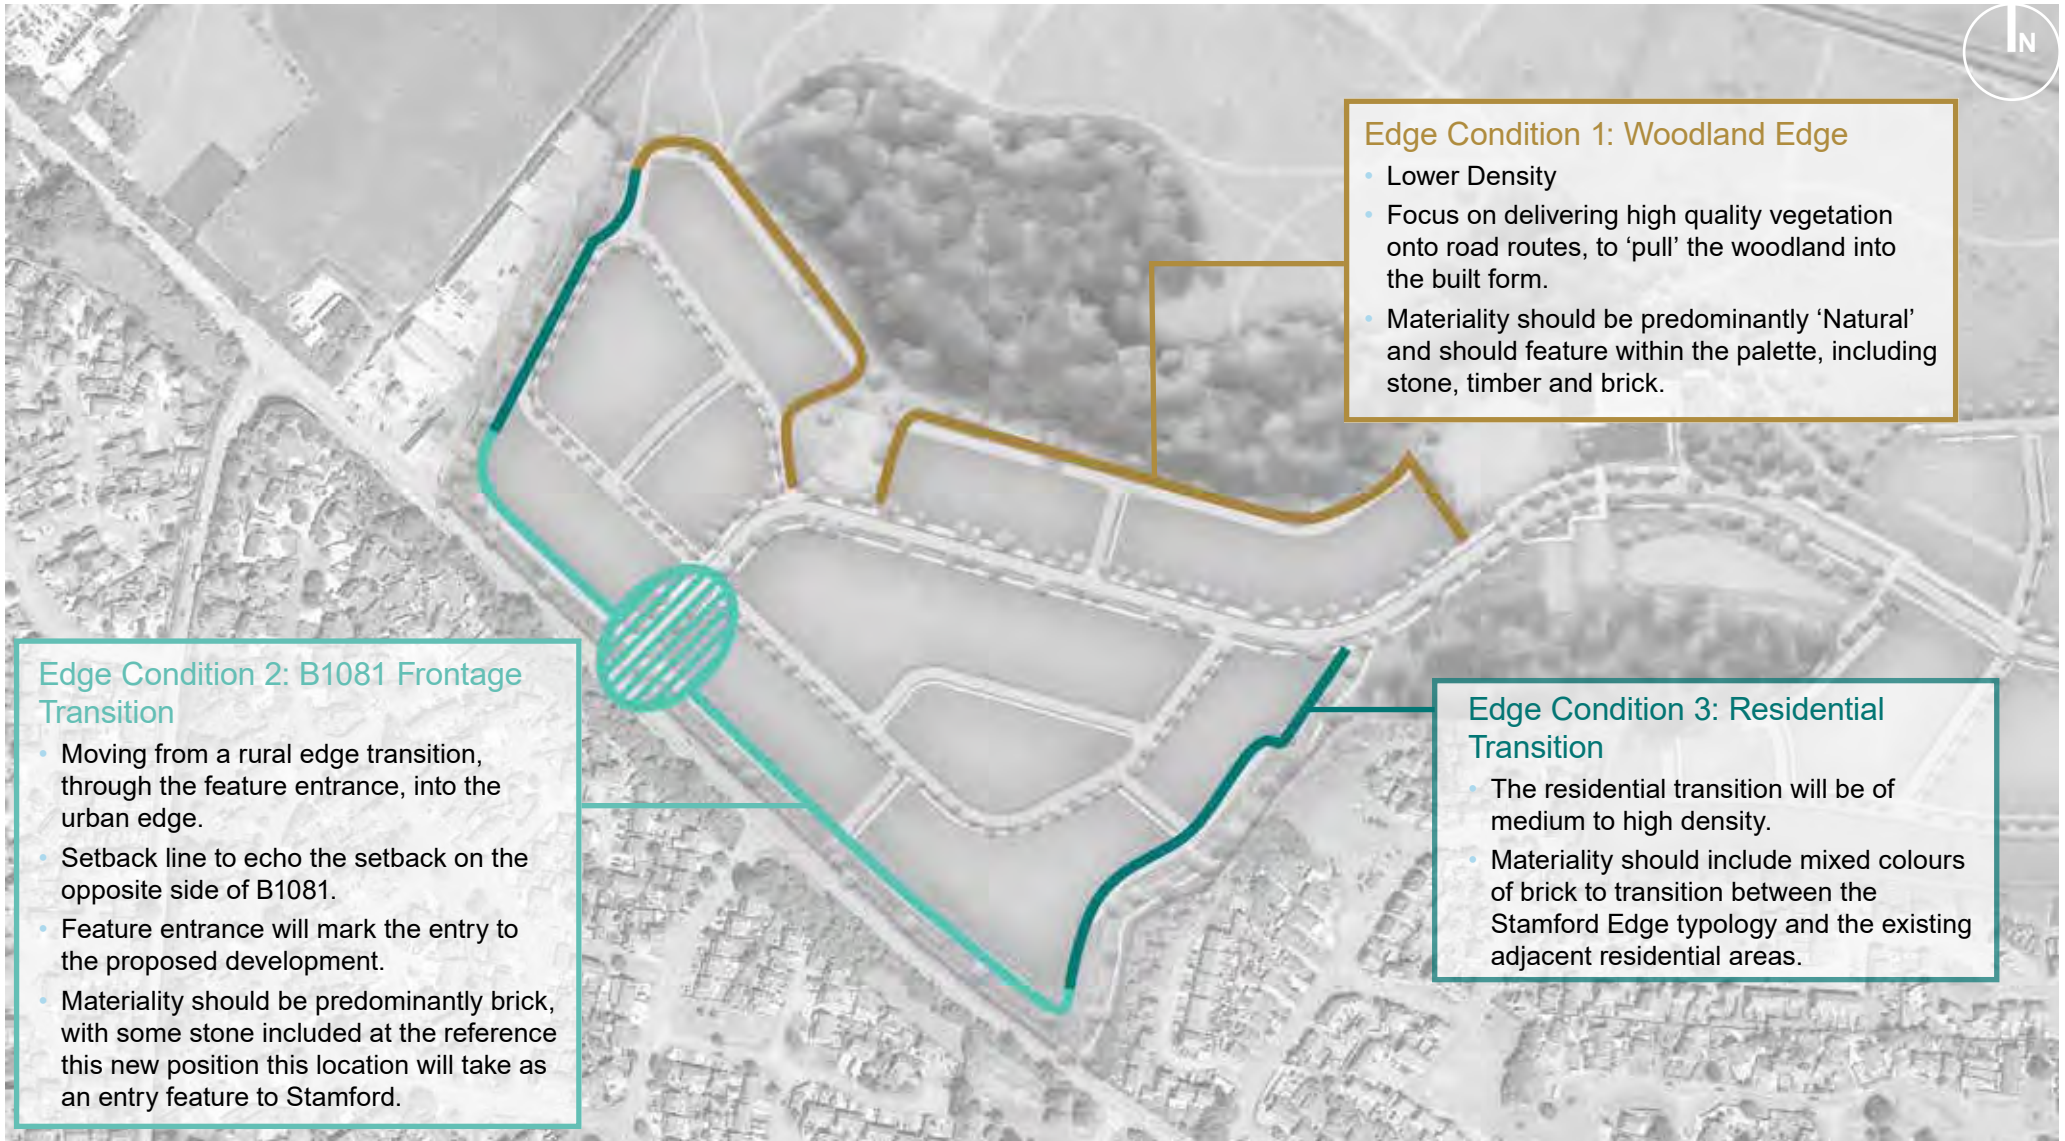 N
Edge Condition 1: Woodland Edge
• Lower Density
• Focus on delivering high quality vegetation
onto road routes, to ‘pull’ the woodland into
the built form.
• Materiality should be predominantly ‘Natural’
and should feature within the palette, including
stone, timber and brick.
Edge Condition 2: B1081 Frontage
Transition
• Moving from a rural edge transition,
through the feature entrance, into the
urban edge.
• Setback line to echo the setback on the
opposite side of B1081.
• Feature entrance will mark the entry to
the proposed development.
• Materiality should be predominantly brick,
with some stone included at the reference
this new position this location will take as
an entry feature to Stamford.
Edge Condition 3: Residential
Transition
• The residential transition will be of
medium to high density.
• Materiality should include mixed colours
of brick to transition between the
Stamford Edge typology and the existing
adjacent residential areas.